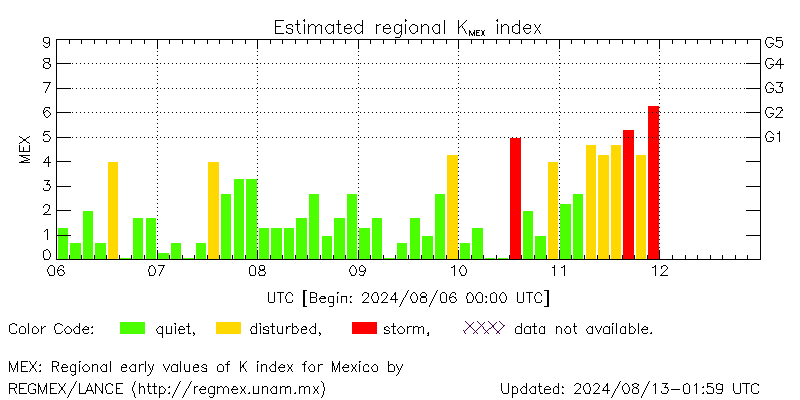 Estimated regional KMEX index
9
8
7
6
5
4
3
2
1
0
MEX
G5
G4
G3
G2
G1
06 07 08 09 10 11 12
UTC [Begin: 2024/08/06 00:00 UTC]
Color Code: quiet, disturbed, storm, data not available.
MEX: Regional early values of K index for Mexico by
REGMEX/LANCE (http://regmex.unam.mx) Updated: 2024/08/13-01:59 UTC